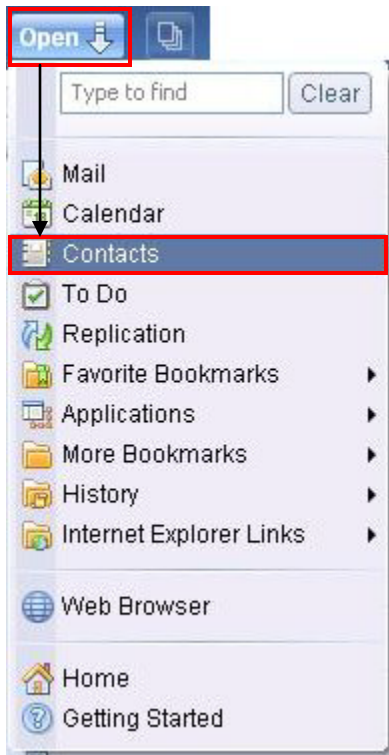 Open
Type to find Clear
Mail
Calendar
Contacts
To Do
Replication
Favorite Bookmarks
Applications
More Bookmarks
History
Internet Explorer Links
Web Browser
Home
Getting Started